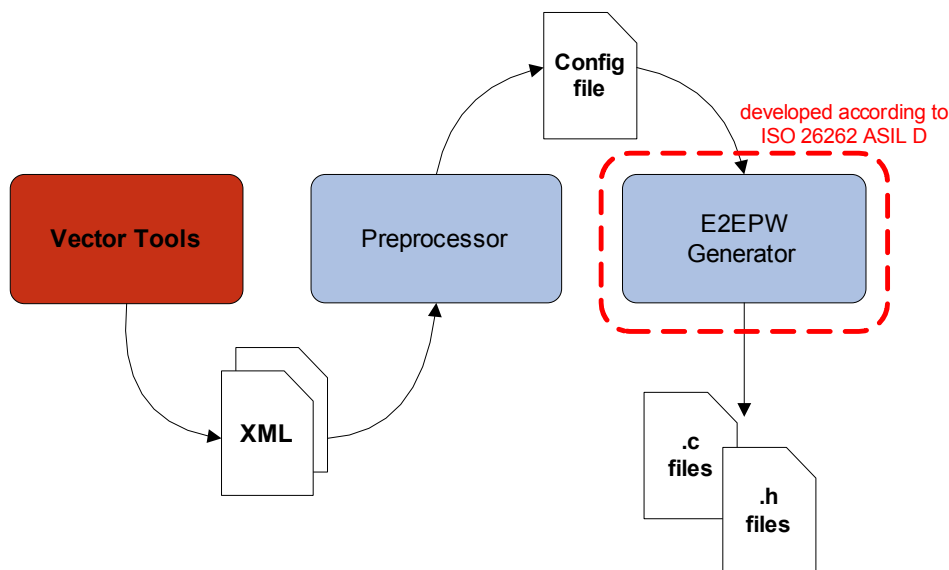 Config
file
developed according to
ISO 26262 ASIL D
Vector Tools
Preprocessor
E2EPW
Generator
XML
.c
files
.h
files